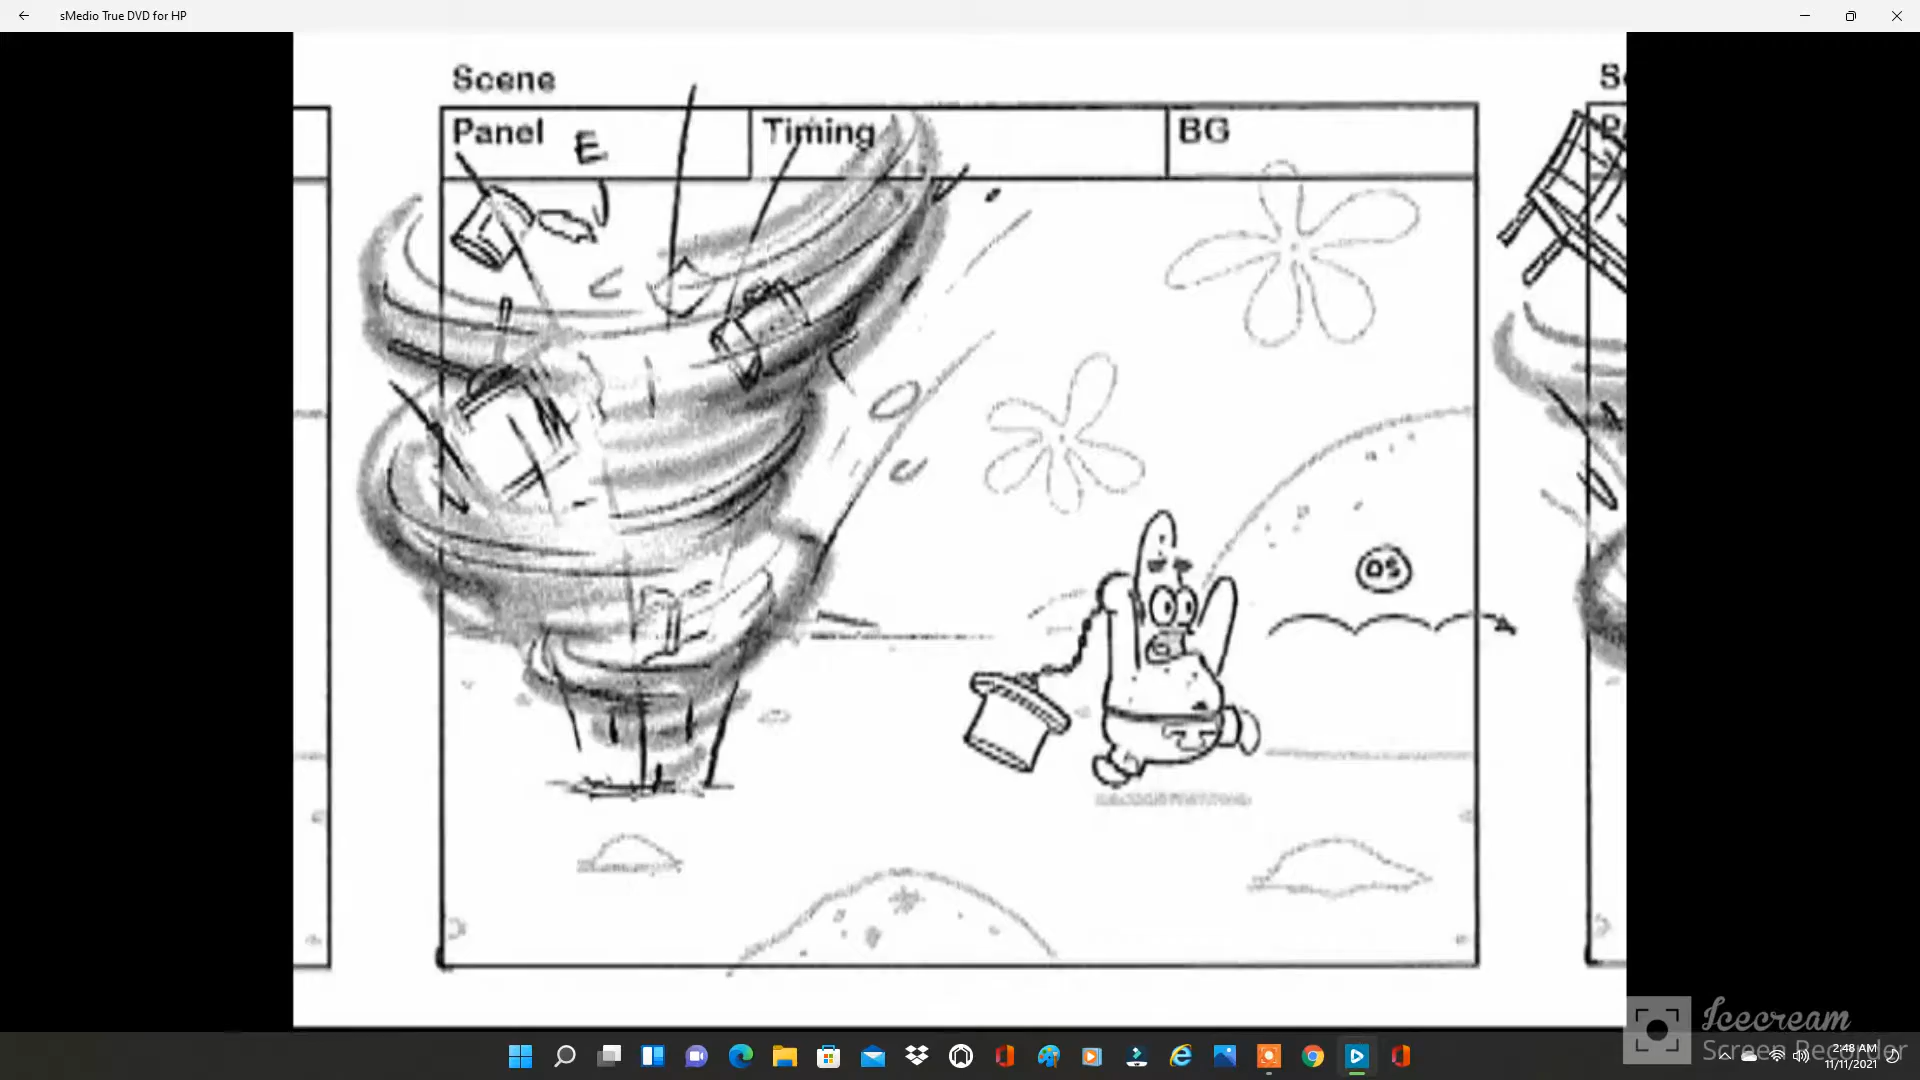 sMedio True DVD for HP
Scene
Panel E
Timing
BG
OS
Icecream
Screen Recorder
2:48 AM
11/11/2021